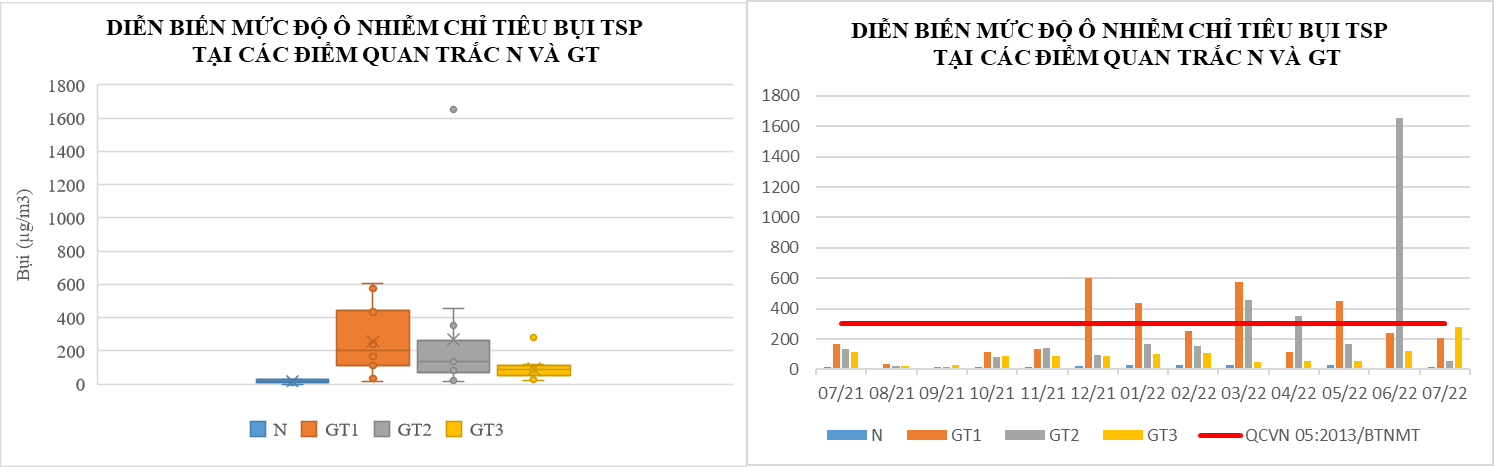 DIỄN BIẾN MỨC ĐỘ Ô NHIỄM CHỈ TIÊU BỤI TSP
TẠI CÁC ĐIỂM QUAN TRẮC N VÀ GT
1800
1600
1400
1200
1000
800
600
400
200
0
Bụi (µg/m3)
N GT1 GT2 GT3
DIỄN BIẾN MỨC ĐỘ Ô NHIỄM CHỈ TIÊU BỤI TSP
TẠI CÁC ĐIỂM QUAN TRẮC N VÀ GT
1800
1600
1400
1200
1000
800
600
400
200
0
07/21 08/21 09/21 10/21 11/21 12/21 01/22 02/22 03/22 04/22 05/22 06/22 07/22
N GT1 GT2 GT3 QCVN 05:2013/BTNMT